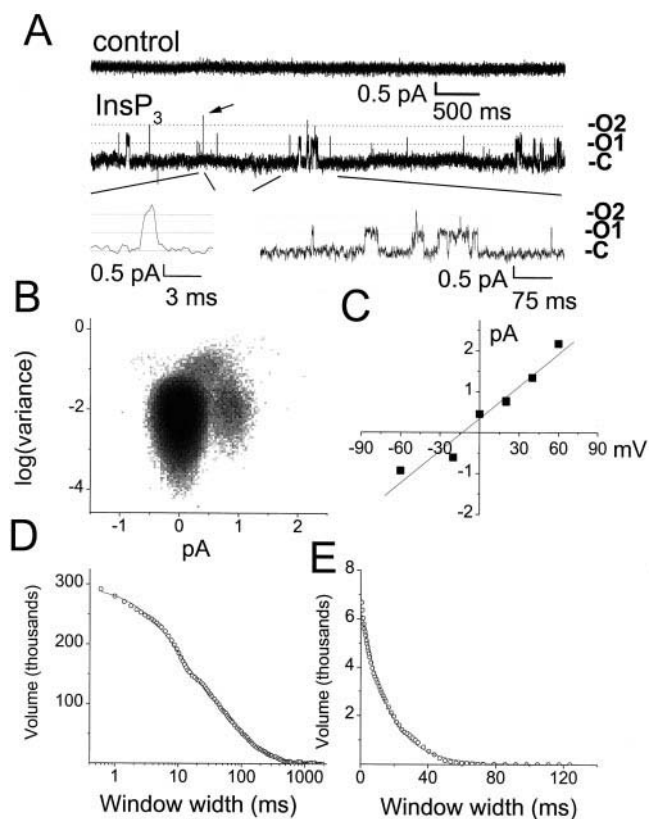 A
control
0.5 pA
500 ms
InsP3
-O2
-O1
-C
-O2
-O1
-C
0.5 pA
3 ms
0.5 pA
75 ms
B
log(variance)
0
-2
-4
-1 0 1 2
pA
C
pA
2
1
-1
-2
-90 -60 -30 0 30 60 90
mV
D
Volume (thousands)
300
200
100
1 10 100 1000
Window width (ms)
E
Volume (thousands)
8
6
4
2
0
0 40 80 120
Window width (ms)